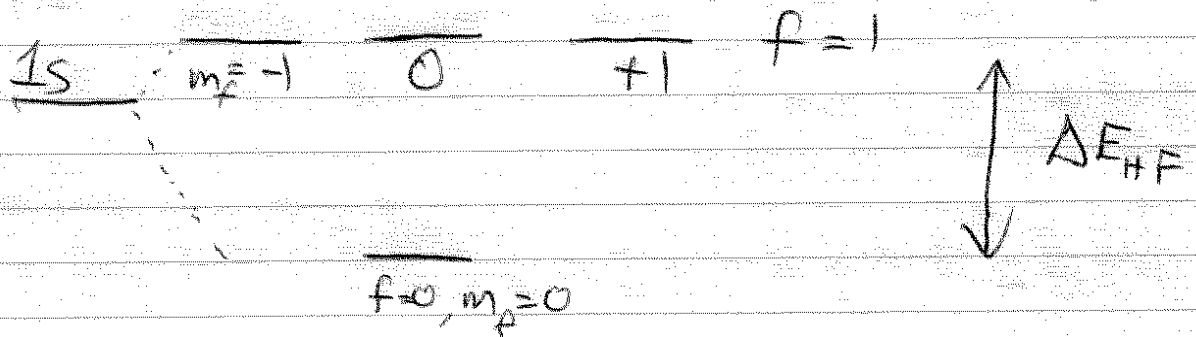 1S m_f = -1 0 +1 f = 1
ΔE_HF
f=0, m_f=0